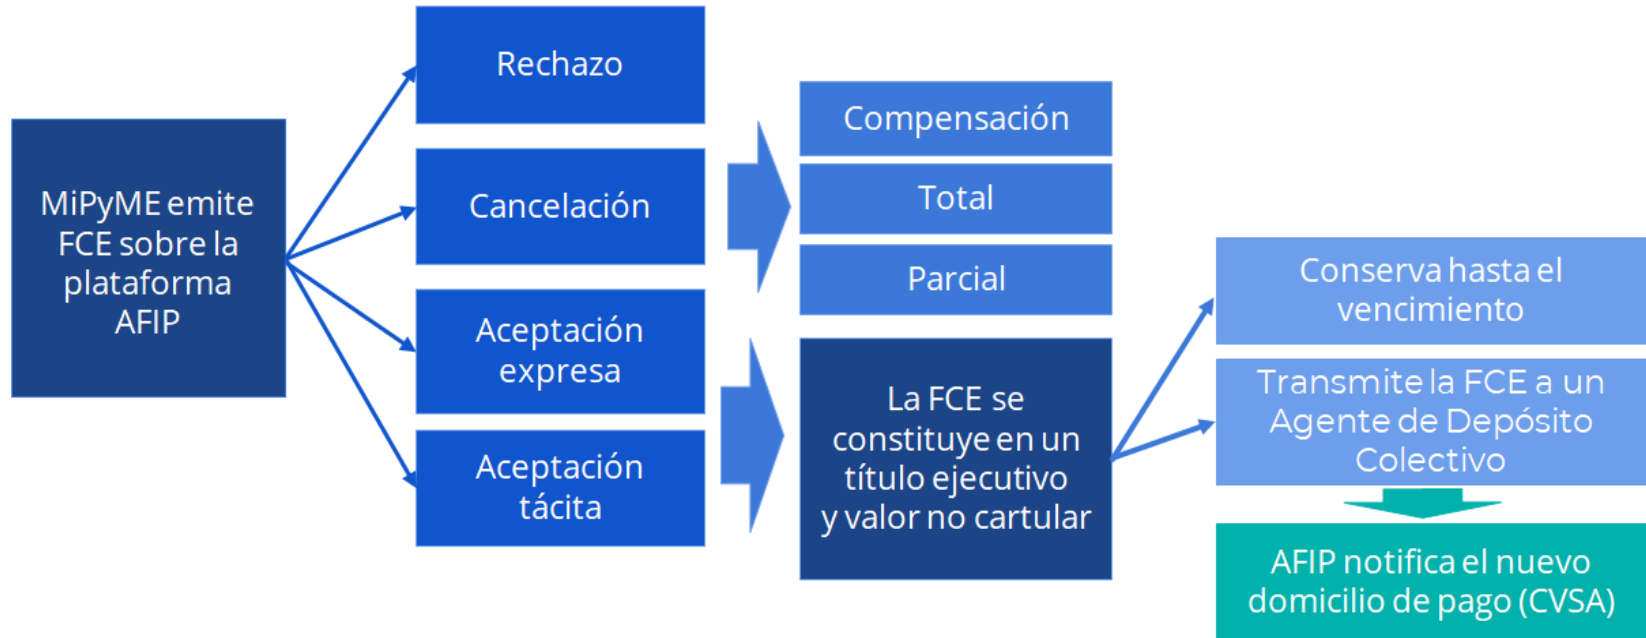 MiPyME emite
FCE sobre la
plataforma
AFIP
Rechazo
Cancelación
Aceptación
expresa
Aceptación
tácita
Compensación
Total
Parcial
La FCE se
constituye en un
título ejecutivo
y valor no cartular
Conserva hasta el
vencimiento
Transmite la FCE a un
Agente de Depósito
Colectivo
AFIP notifica el nuevo
domicilio de pago (CVSA)